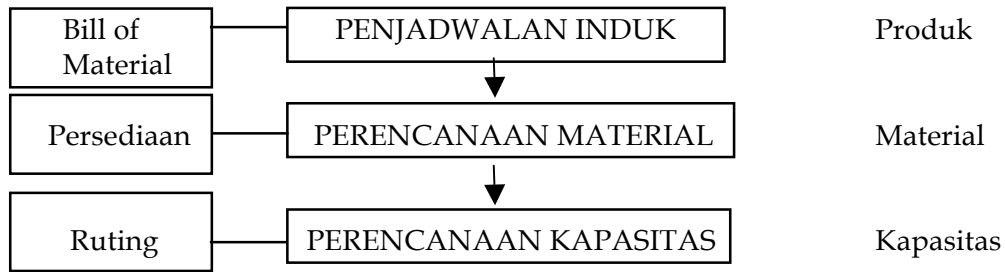 Bill of
Material
PENJADWALAN INDUK
Produk
Persediaan
PERENCANAAN MATERIAL
Material
Ruting
PERENCANAAN KAPASITAS
Kapasitas